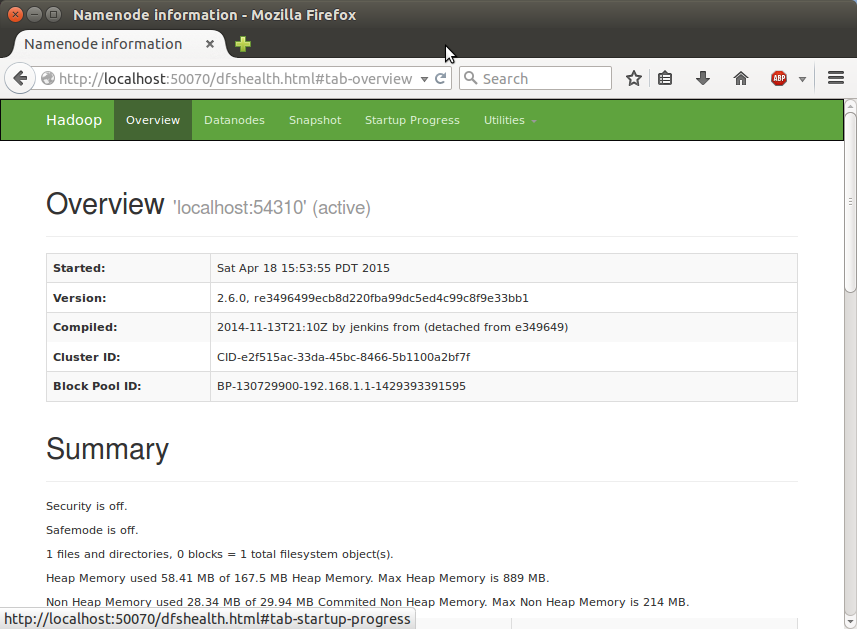 Namenode information - Mozilla Firefox
Namenode information
http://localhost:50070/dfshealth.html#tab-overview
Search
ABP
Hadoop Overview Datanodes Snapshot Startup Progress Utilities
Overview 'localhost:54310' (active)
Started: Sat Apr 18 15:53:55 PDT 2015
Version: 2.6.0, re3496499ecb8d220fba99dc5ed4c99c8f9e33bb1
Compiled: 2014-11-13T21:10Z by jenkins from (detached from e349649)
Cluster ID: CID-e2f515ac-33da-45bc-8466-5b1100a2bf7f
Block Pool ID: BP-130729900-192.168.1.1-1429393391595
Summary
Security is off.
Safemode is off.
1 files and directories, 0 blocks = 1 total filesystem object(s).
Heap Memory used 58.41 MB of 167.5 MB Heap Memory. Max Heap Memory is 889 MB.
Non Heap Memory used 28.34 MB of 29.94 MB Commited Non Heap Memory. Max Non Heap Memory is 214 MB.
http://localhost:50070/dfshealth.html#tab-startup-progress